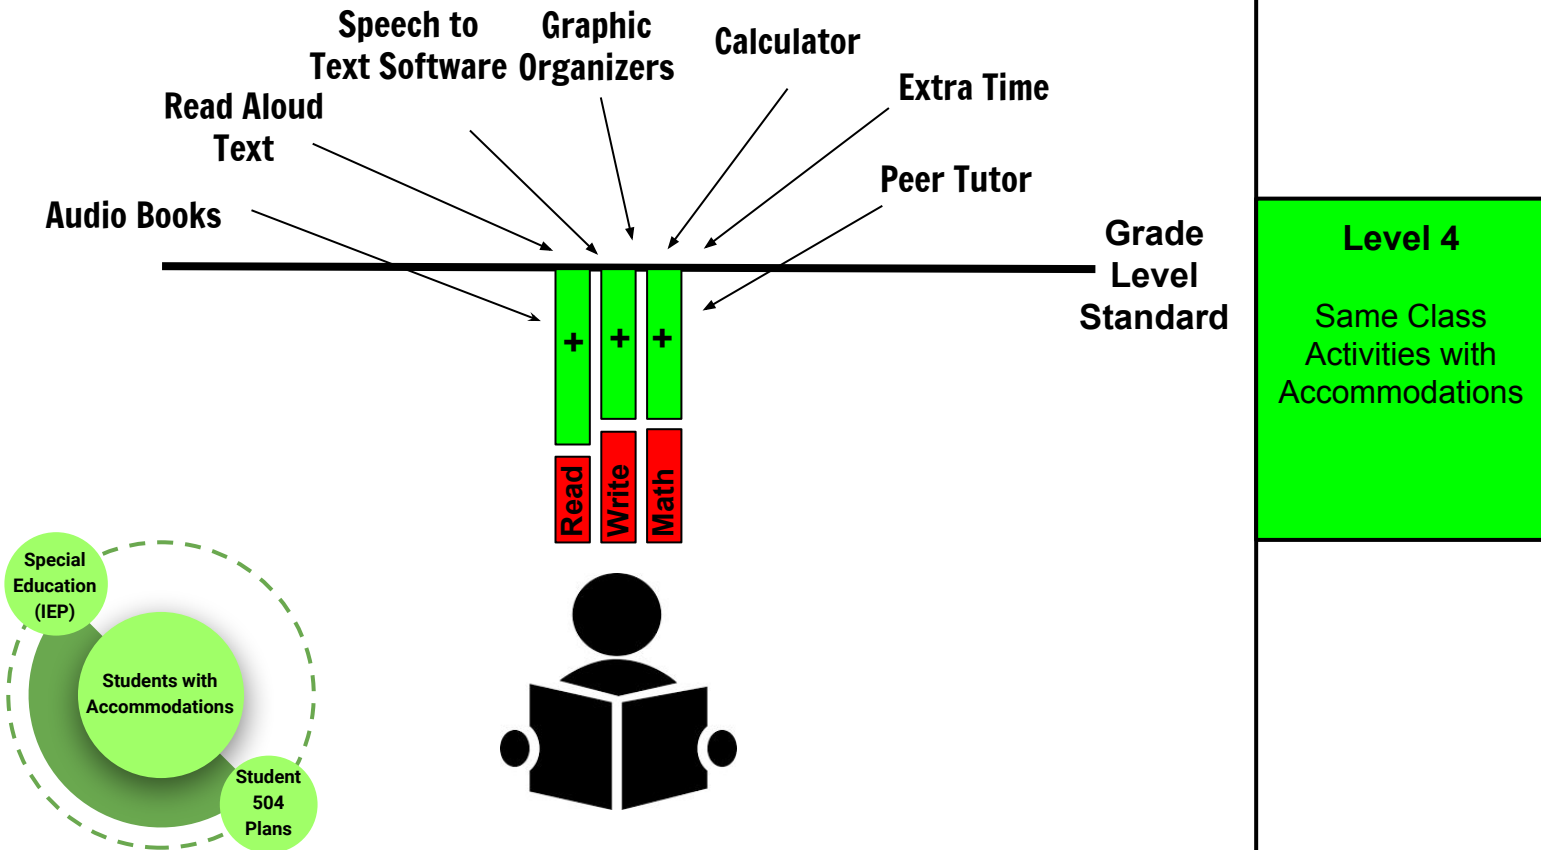 Speech to
Text Software
Graphic
Organizers
Calculator
Extra Time
Read Aloud
Text
Peer Tutor
Audio Books
Grade
Level
Standard
Level 4
Same Class
Activities with
Accommodations
+
+
+
Read
Write
Math
Special
Education
(IEP)
Students with
Accommodations
Student
504
Plans